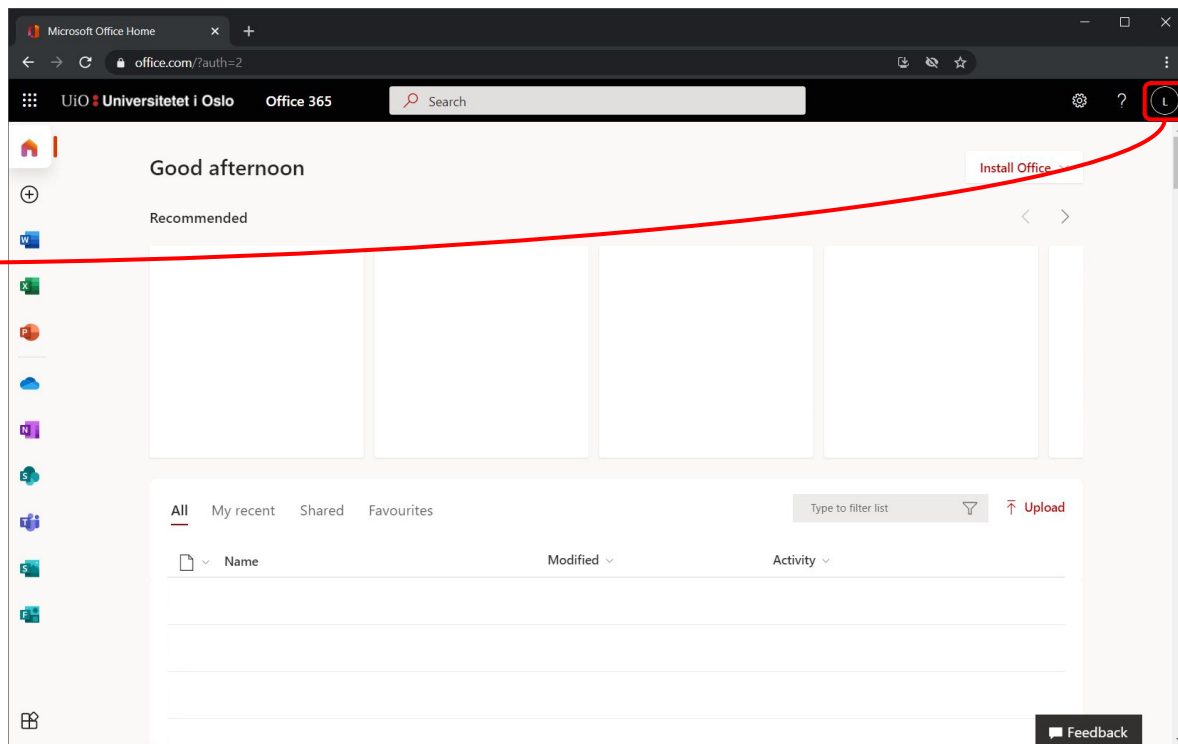 Microsoft Office Home
office.com/?auth=2
UiO Universitetet i Oslo Office 365 Search ? L
Good afternoon
Install Office
Recommended
W
X
P
N
S
T
S
F
All My recent Shared Favourites Type to filter list Upload
Name Modified Activity
Feedback